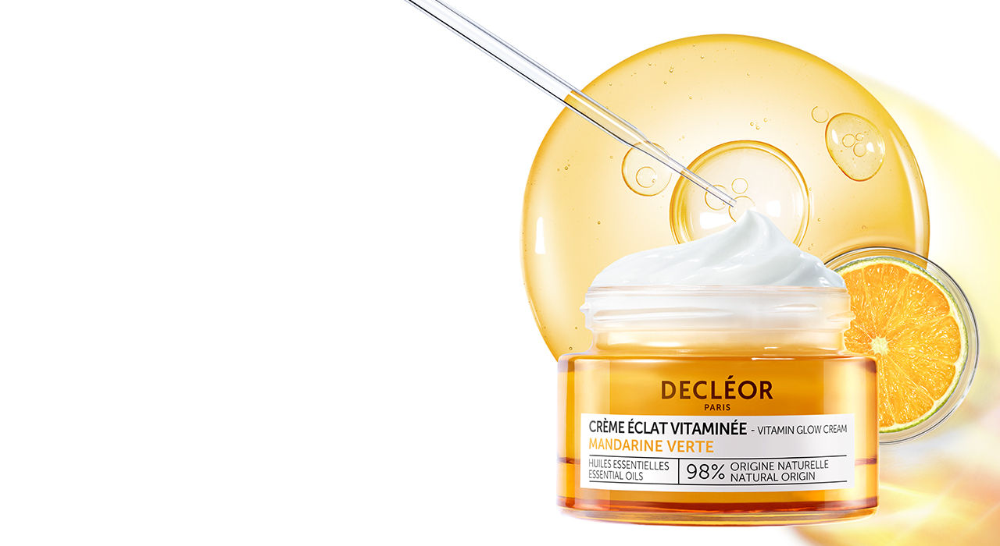 DECLÉOR
PARIS
CRÈME ÉCLAT VITAMINÉE - VITAMIN GLOW CREAM
MANDARINE VERTE
HUILES ESSENTIELLES
ESSENTIAL OILS
98%
ORIGINE NATURELLE
NATURAL ORIGIN